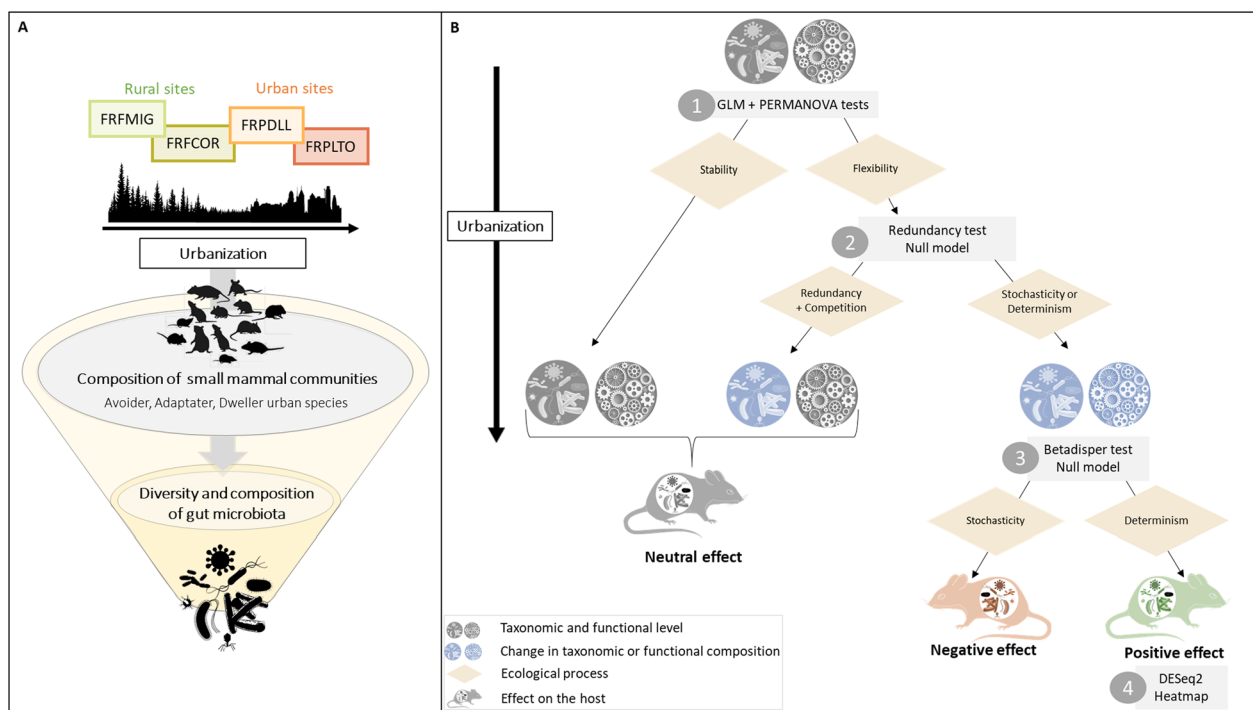 A
Rural sites
Urban sites
FRFMIG
FRPDLL
FRFCOR
FRPLTO
Urbanization
Composition of small mammal communities
Avoider, Adaptater, Dweller urban species
Diversity and composition
of gut microbiota
B
Urbanization
1
GLM + PERMANOVA tests
Stability
Flexibility
2
Redundancy test
Null model
Redundancy
+ Competition
Stochasticity or
Determinism
3
Betadisper test
Null model
Stochasticity
Determinism
Neutral effect
Negative effect
Positive effect
4
DESeq2
Heatmap
Taxonomic and functional level
Change in taxonomic or functional composition
Ecological process
Effect on the host